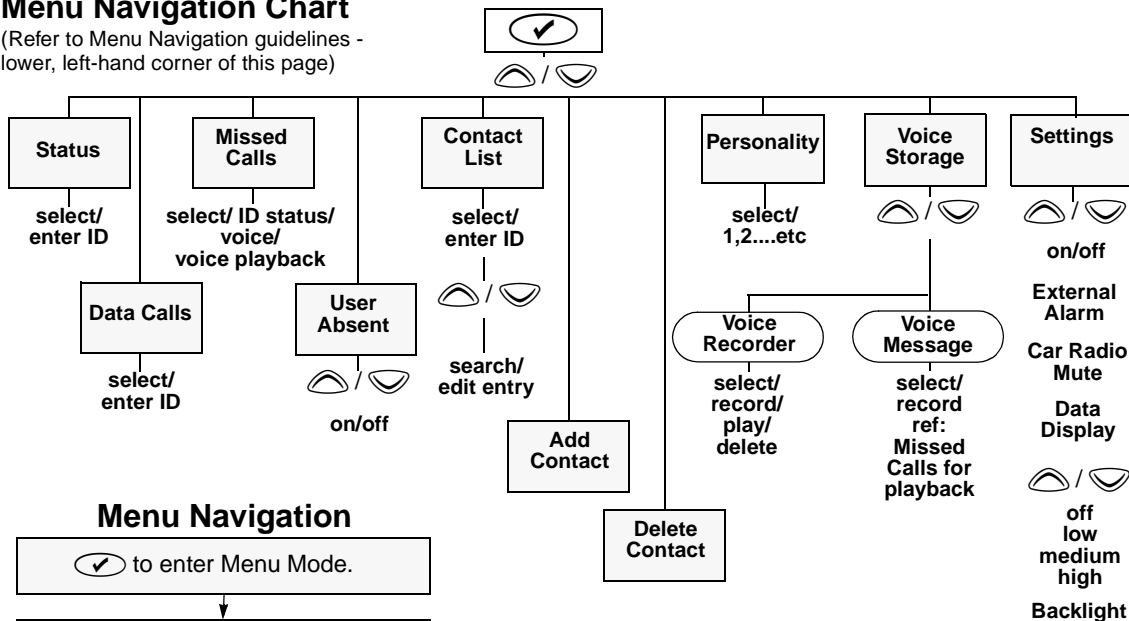 Menu Navigation Chart
(Refer to Menu Navigation guidelines -
lower, left-hand corner of this page)
/
Status
select/
enter ID
Data Calls
select/
enter ID
Missed
Calls
select/ ID status/
voice/
voice playback
User
Absent
/
on/off
Contact
List
select/
enter ID
/
search/
edit entry
Add
Contact
Delete
Contact
Personality
select/
1,2....etc
Voice
Storage
/
Voice
Recorder
select/
record/
play/
delete
Voice
Message
select/
record
ref:
Missed
Calls for
playback
Settings
/
on/off
External
Alarm
Car Radio
Mute
Data
Display
/
off
low
medium
high
Backlight
Menu Navigation
to enter Menu Mode.